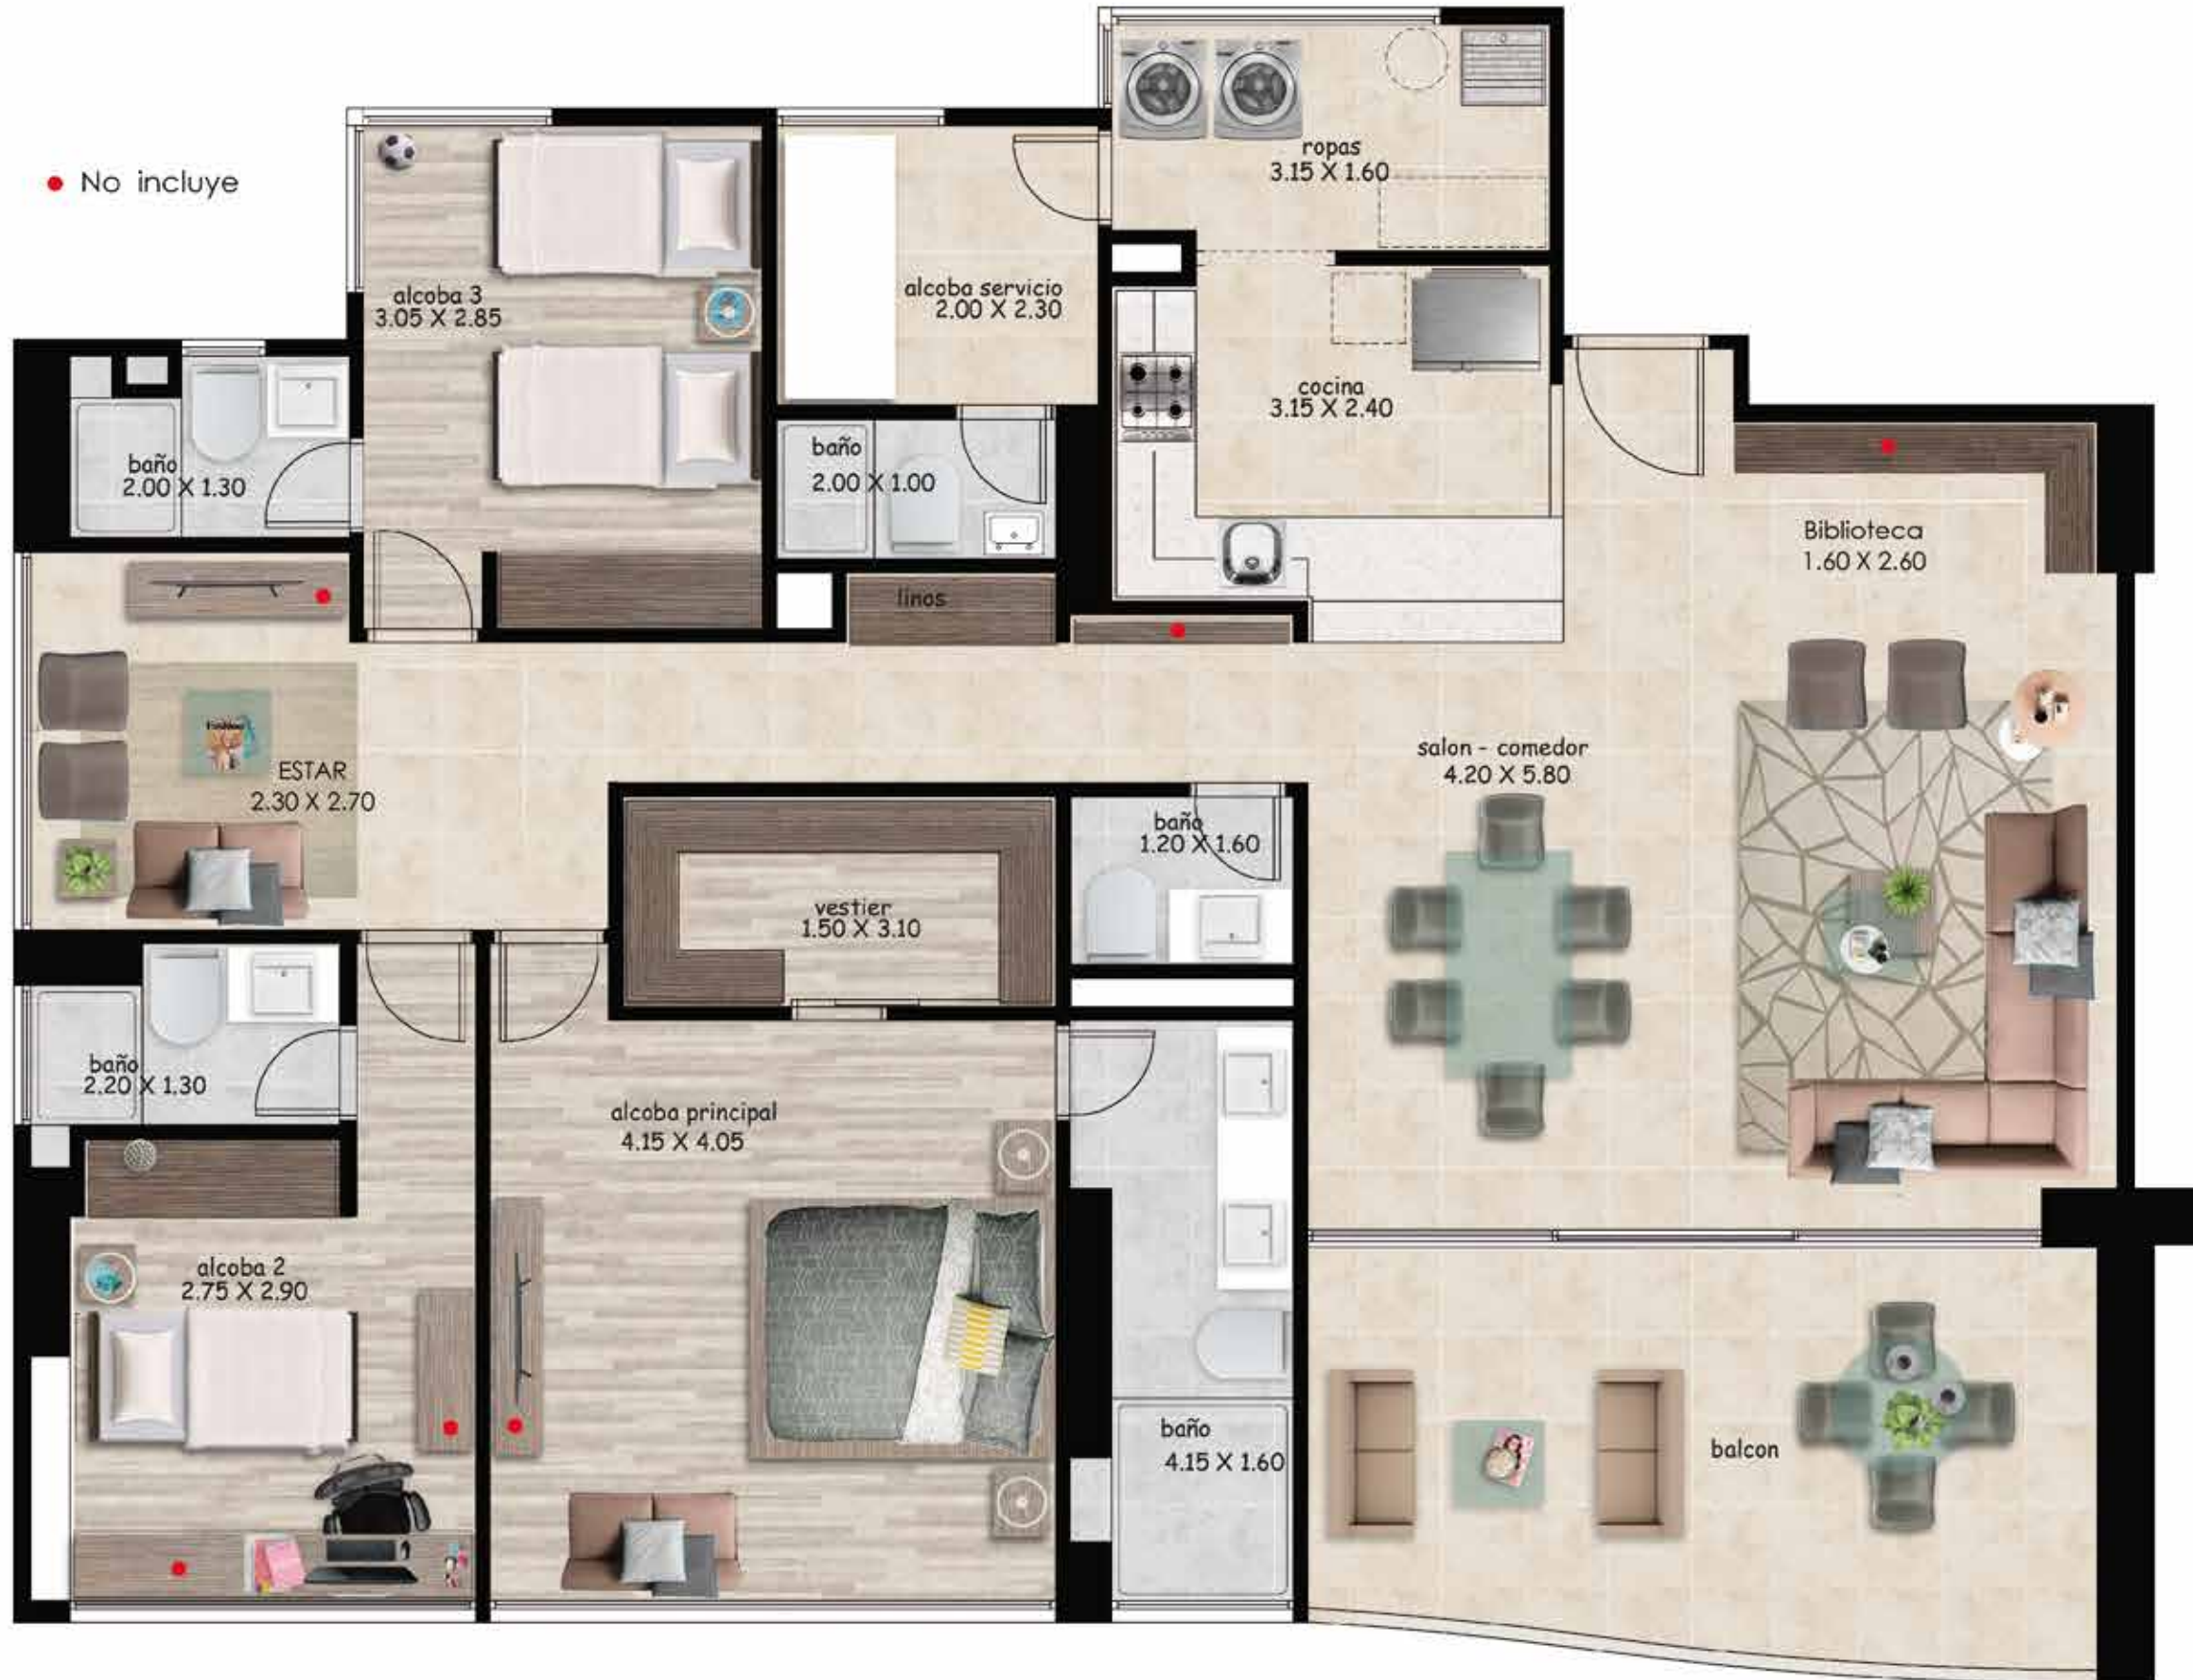 ropas
3.15 X 1.60
• No incluye
alcoba 3
3.05 X 2.85
alcoba servicio
2.00 X 2.30
cocina
3.15 X 2.40
baño
2.00 X 1.30
baño
2.00 X 1.00
Biblioteca
1.60 X 2.60
linos
Fashion
ESTAR
2.30 X 2.70
salon - comedor
4.20 X 5.80
baño
1.20 X 1.60
vestier
1.50 X 3.10
baño
2.20 X 1.30
alcoba principal
4.15 X 4.05
alcoba 2
2.75 X 2.90
baño
4.15 X 1.60
balcon